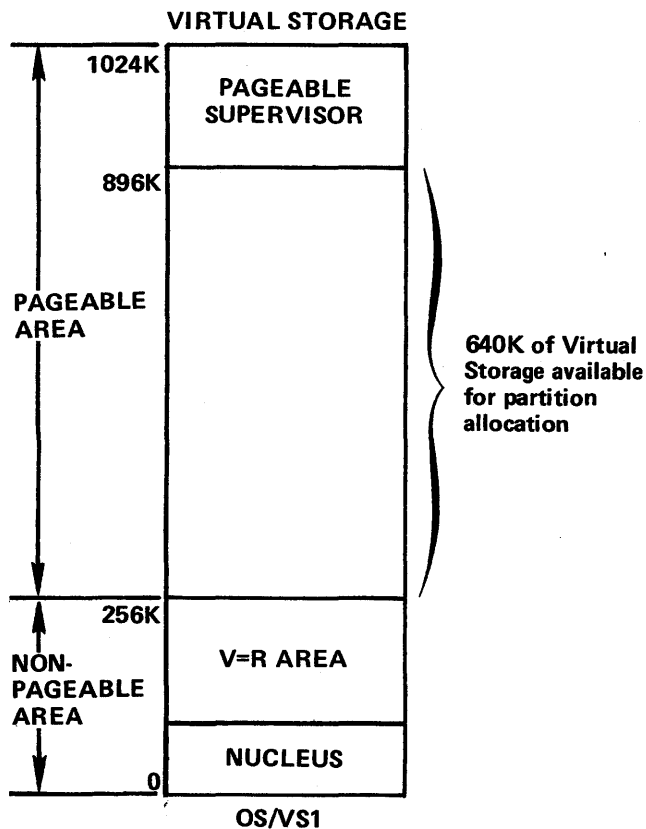 VIRTUAL STORAGE
1024K
PAGEABLE
SUPERVISOR
896K
PAGEABLE
AREA
640K of Virtual
Storage available
for partition
allocation
256K
V=R AREA
NON-
PAGEABLE
AREA
NUCLEUS
0
OS/VS1